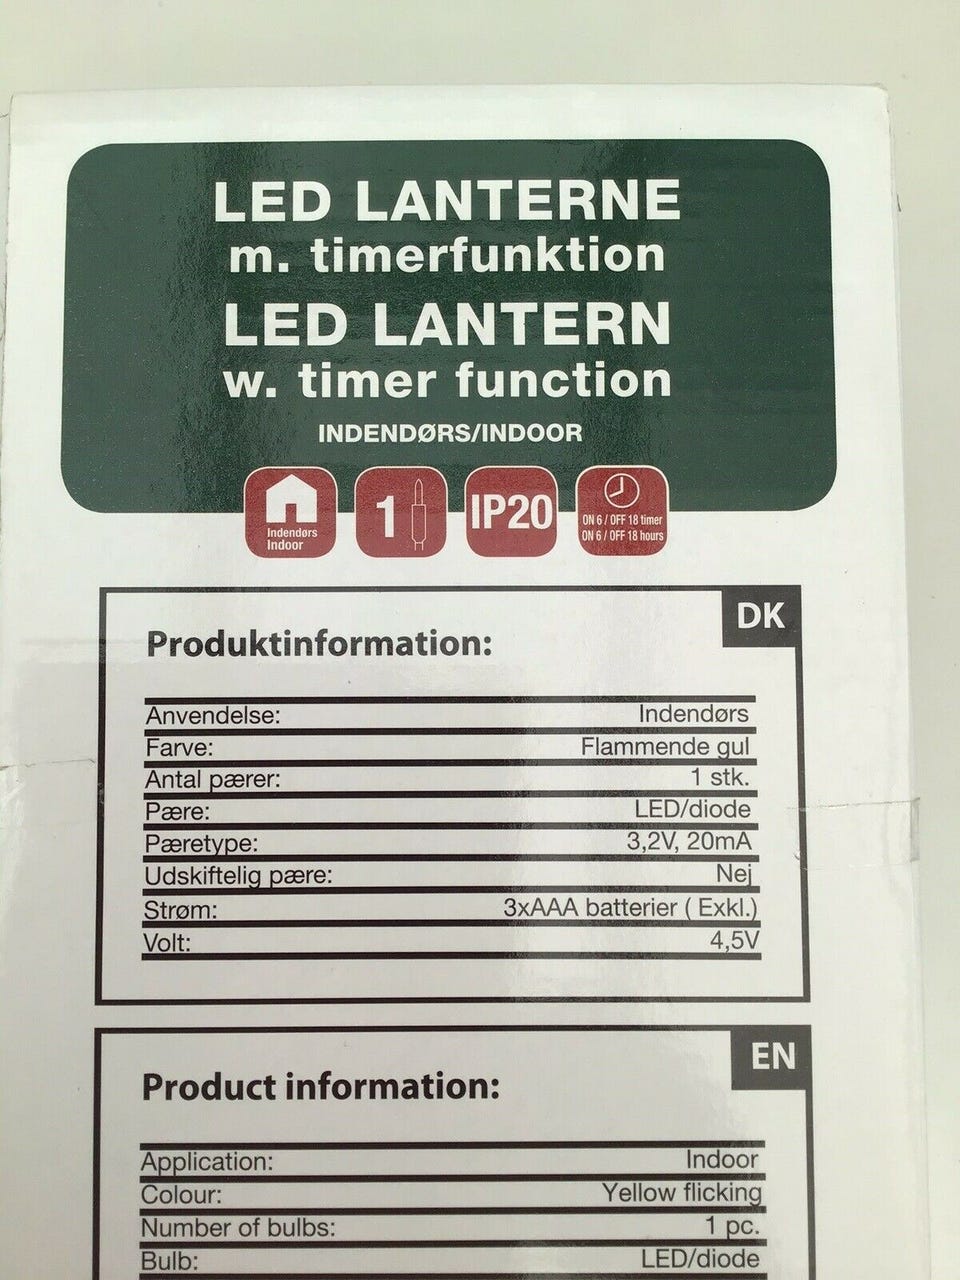 LED LANTERNE
m. timerfunktion
LED LANTERN
w. timer function
INDENDØRS/INDOOR
Indendørs
Indoor
1
IP20
ON 6 / OFF 18 timer
ON 6 / OFF 18 hours
DK
Produktinformation:
Anvendelse: Indendørs
Farve: Flammende gul
Antal pærer: 1 stk.
Pære: LED/diode
Pæretype: 3,2V, 20mA
Udskiftelig pære: Nej
Strøm: 3xAAA batterier ( Exkl.)
Volt: 4,5V
EN
Product information:
Application: Indoor
Colour: Yellow flicking
Number of bulbs: 1 pc.
Bulb: LED/diode